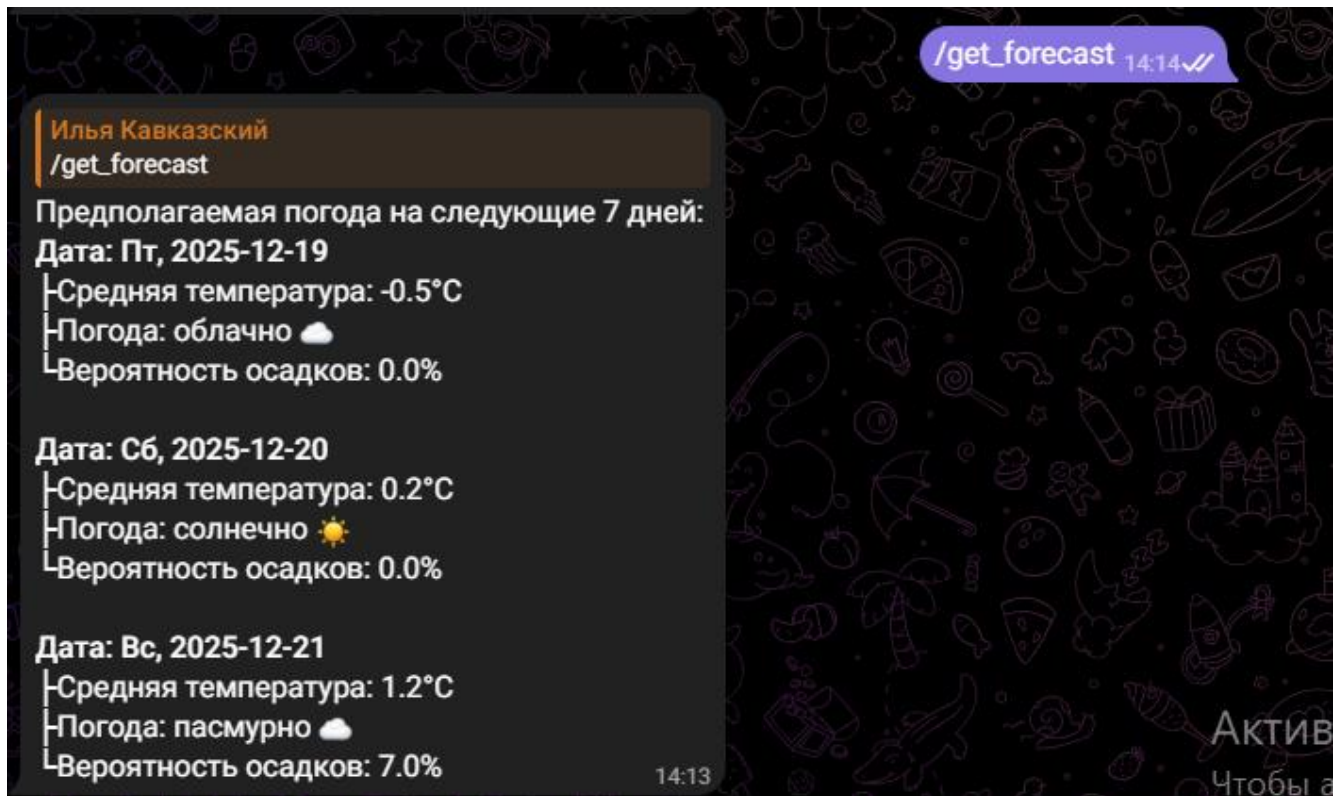 /get_forecast 14:14
Илья Кавказский
/get_forecast
Предполагаемая погода на следующие 7 дней:
Дата: Пт, 2025-12-19
├Средняя температура: -0.5°C
├Погода: облачно ☁️
└Вероятность осадков: 0.0%
Дата: Сб, 2025-12-20
├Средняя температура: 0.2°C
├Погода: солнечно ☀️
└Вероятность осадков: 0.0%
Дата: Вс, 2025-12-21
├Средняя температура: 1.2°C
├Погода: пасмурно ☁️
└Вероятность осадков: 7.0%
14:13